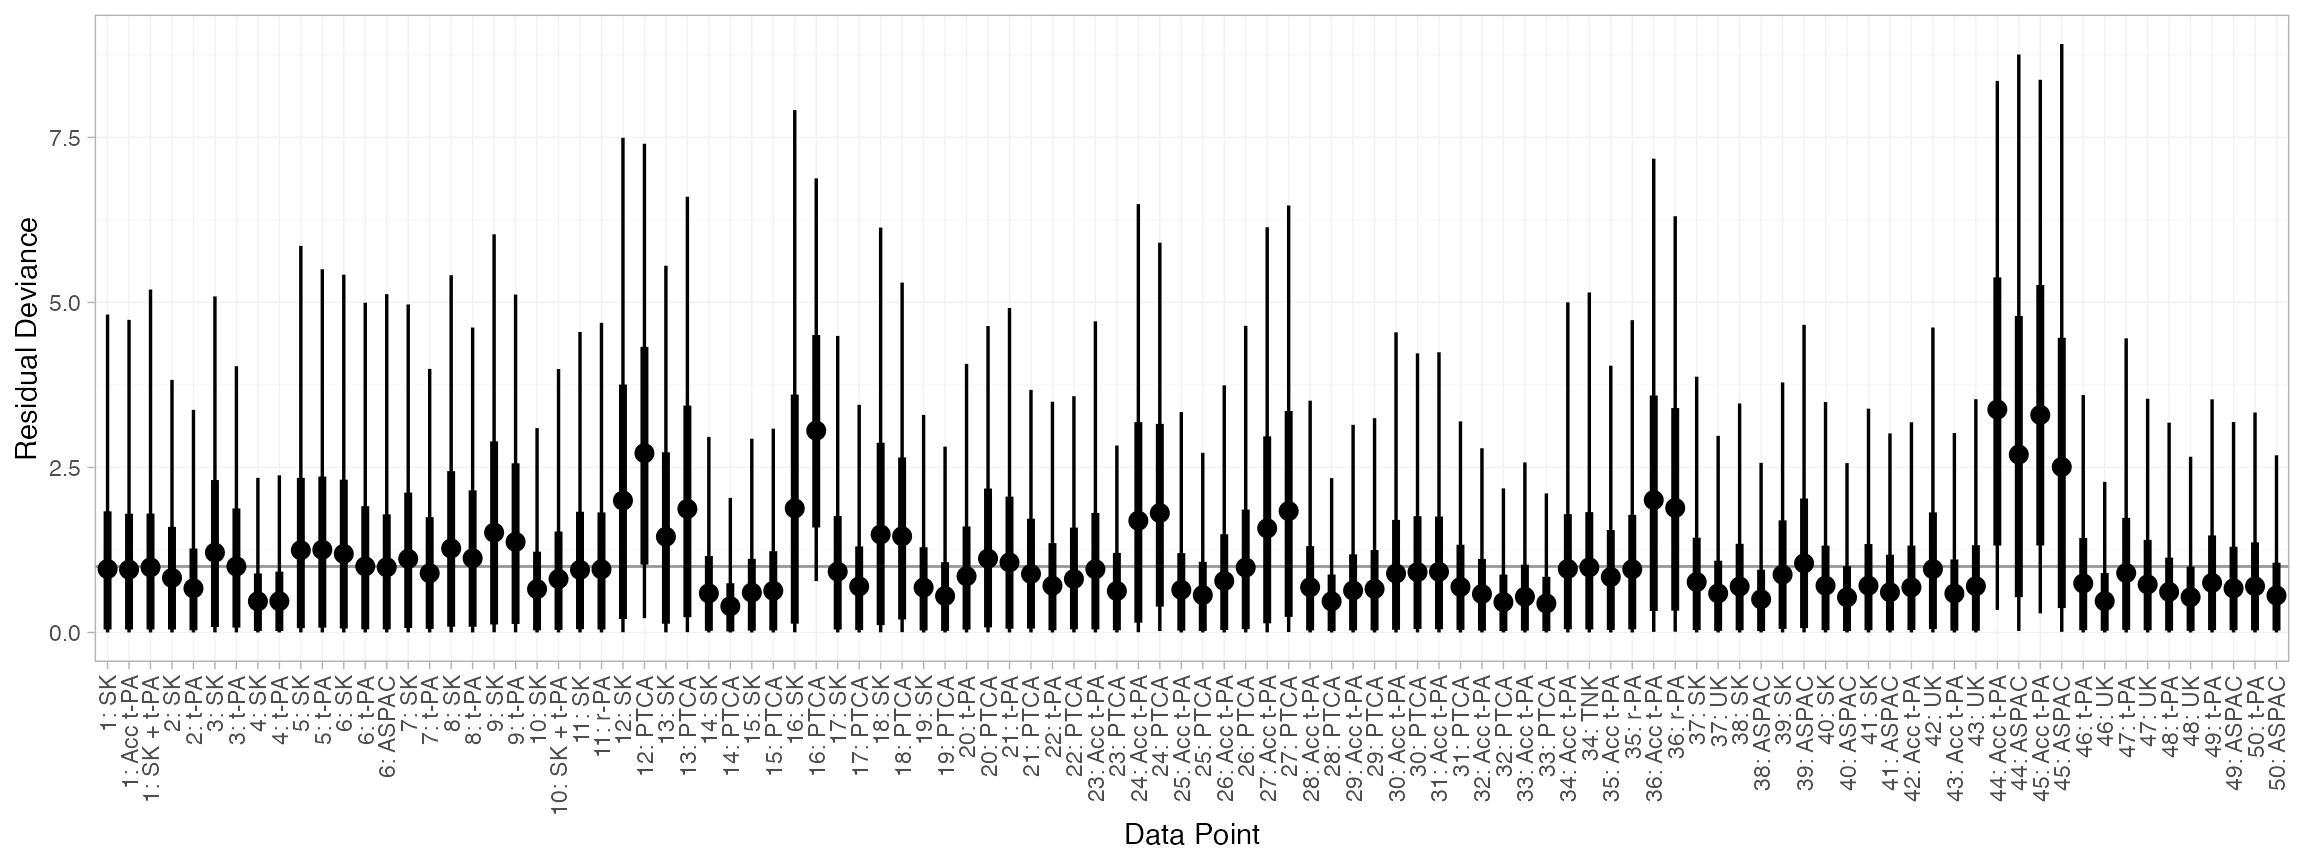 Residual Deviance
7.5
5.0
2.5
0.0
1: SK
1: Acc t-PA
1: SK + t-PA
2: SK
2: t-PA
3: SK
3: t-PA
4: SK
4: t-PA
5: SK
5: t-PA
6: SK
6: t-PA
6: ASPAC
7: SK
7: t-PA
8: SK
8: t-PA
9: SK
9: t-PA
10: SK
10: SK + t-PA
11: SK
11: r-PA
12: SK
12: PTCA
13: SK
13: PTCA
14: SK
14: PTCA
15: SK
15: PTCA
16: SK
16: PTCA
17: SK
17: PTCA
18: SK
18: PTCA
19: SK
19: PTCA
20: t-PA
20: PTCA
21: t-PA
21: PTCA
22: t-PA
22: PTCA
23: Acc t-PA
23: PTCA
24: Acc t-PA
24: PTCA
25: Acc t-PA
25: PTCA
26: Acc t-PA
26: PTCA
27: Acc t-PA
27: PTCA
28: Acc t-PA
28: PTCA
29: Acc t-PA
29: PTCA
30: Acc t-PA
30: PTCA
31: Acc t-PA
31: PTCA
32: Acc t-PA
32: PTCA
33: Acc t-PA
33: PTCA
34: Acc t-PA
34: TNK
35: Acc t-PA
35: r-PA
36: Acc t-PA
36: r-PA
37: SK
37: UK
38: SK
38: ASPAC
39: SK
39: ASPAC
40: SK
40: ASPAC
41: SK
41: ASPAC
42: Acc t-PA
42: UK
43: Acc t-PA
43: UK
44: Acc t-PA
44: ASPAC
45: Acc t-PA
45: ASPAC
46: t-PA
46: UK
47: t-PA
47: UK
48: t-PA
48: UK
49: t-PA
49: ASPAC
50: t-PA
50: ASPAC
Data Point